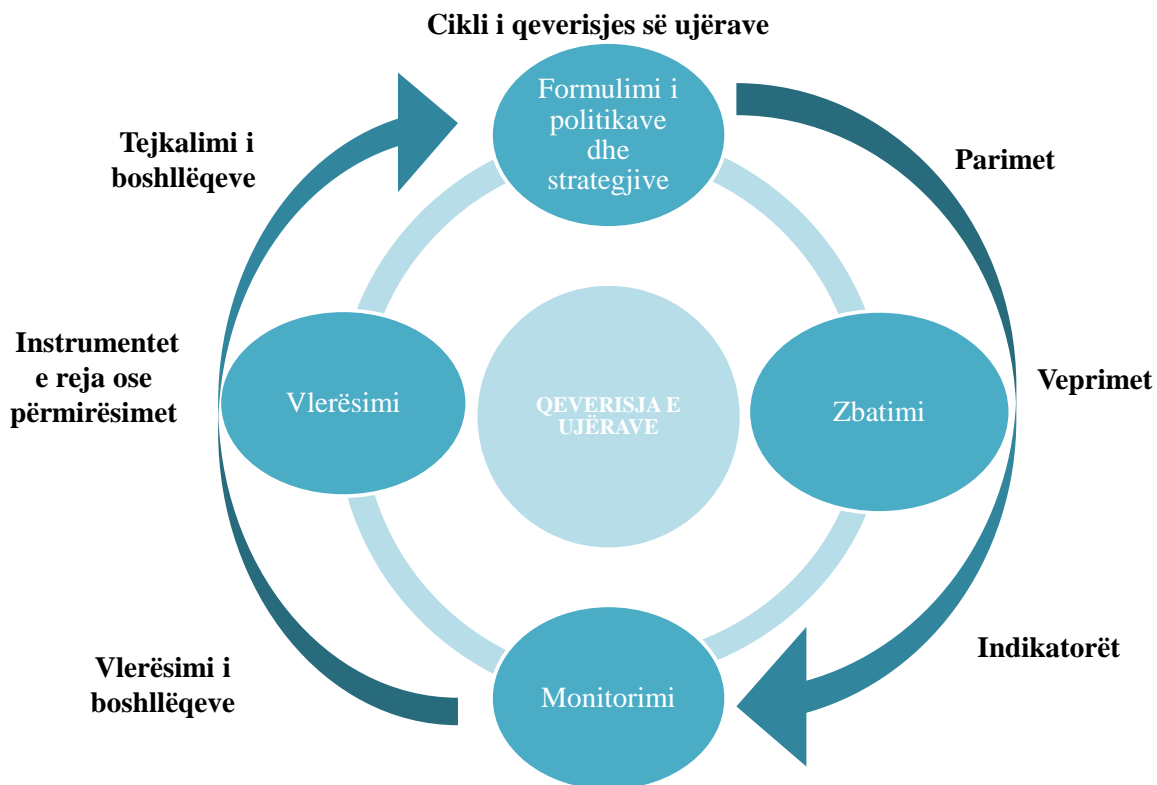 Cikli i qeverisjes së ujërave
Formulimi i
politikave
dhe
strategjive
Tejkalimi i
boshllëqeve
Parimet
Instrumentet
e reja ose
përmirësimet
Vlerësimi
QEVERISJA E
UJËRAVE
Zbatimi
Veprimet
Vlerësimi i
boshllëqeve
Monitorimi
Indikatorët